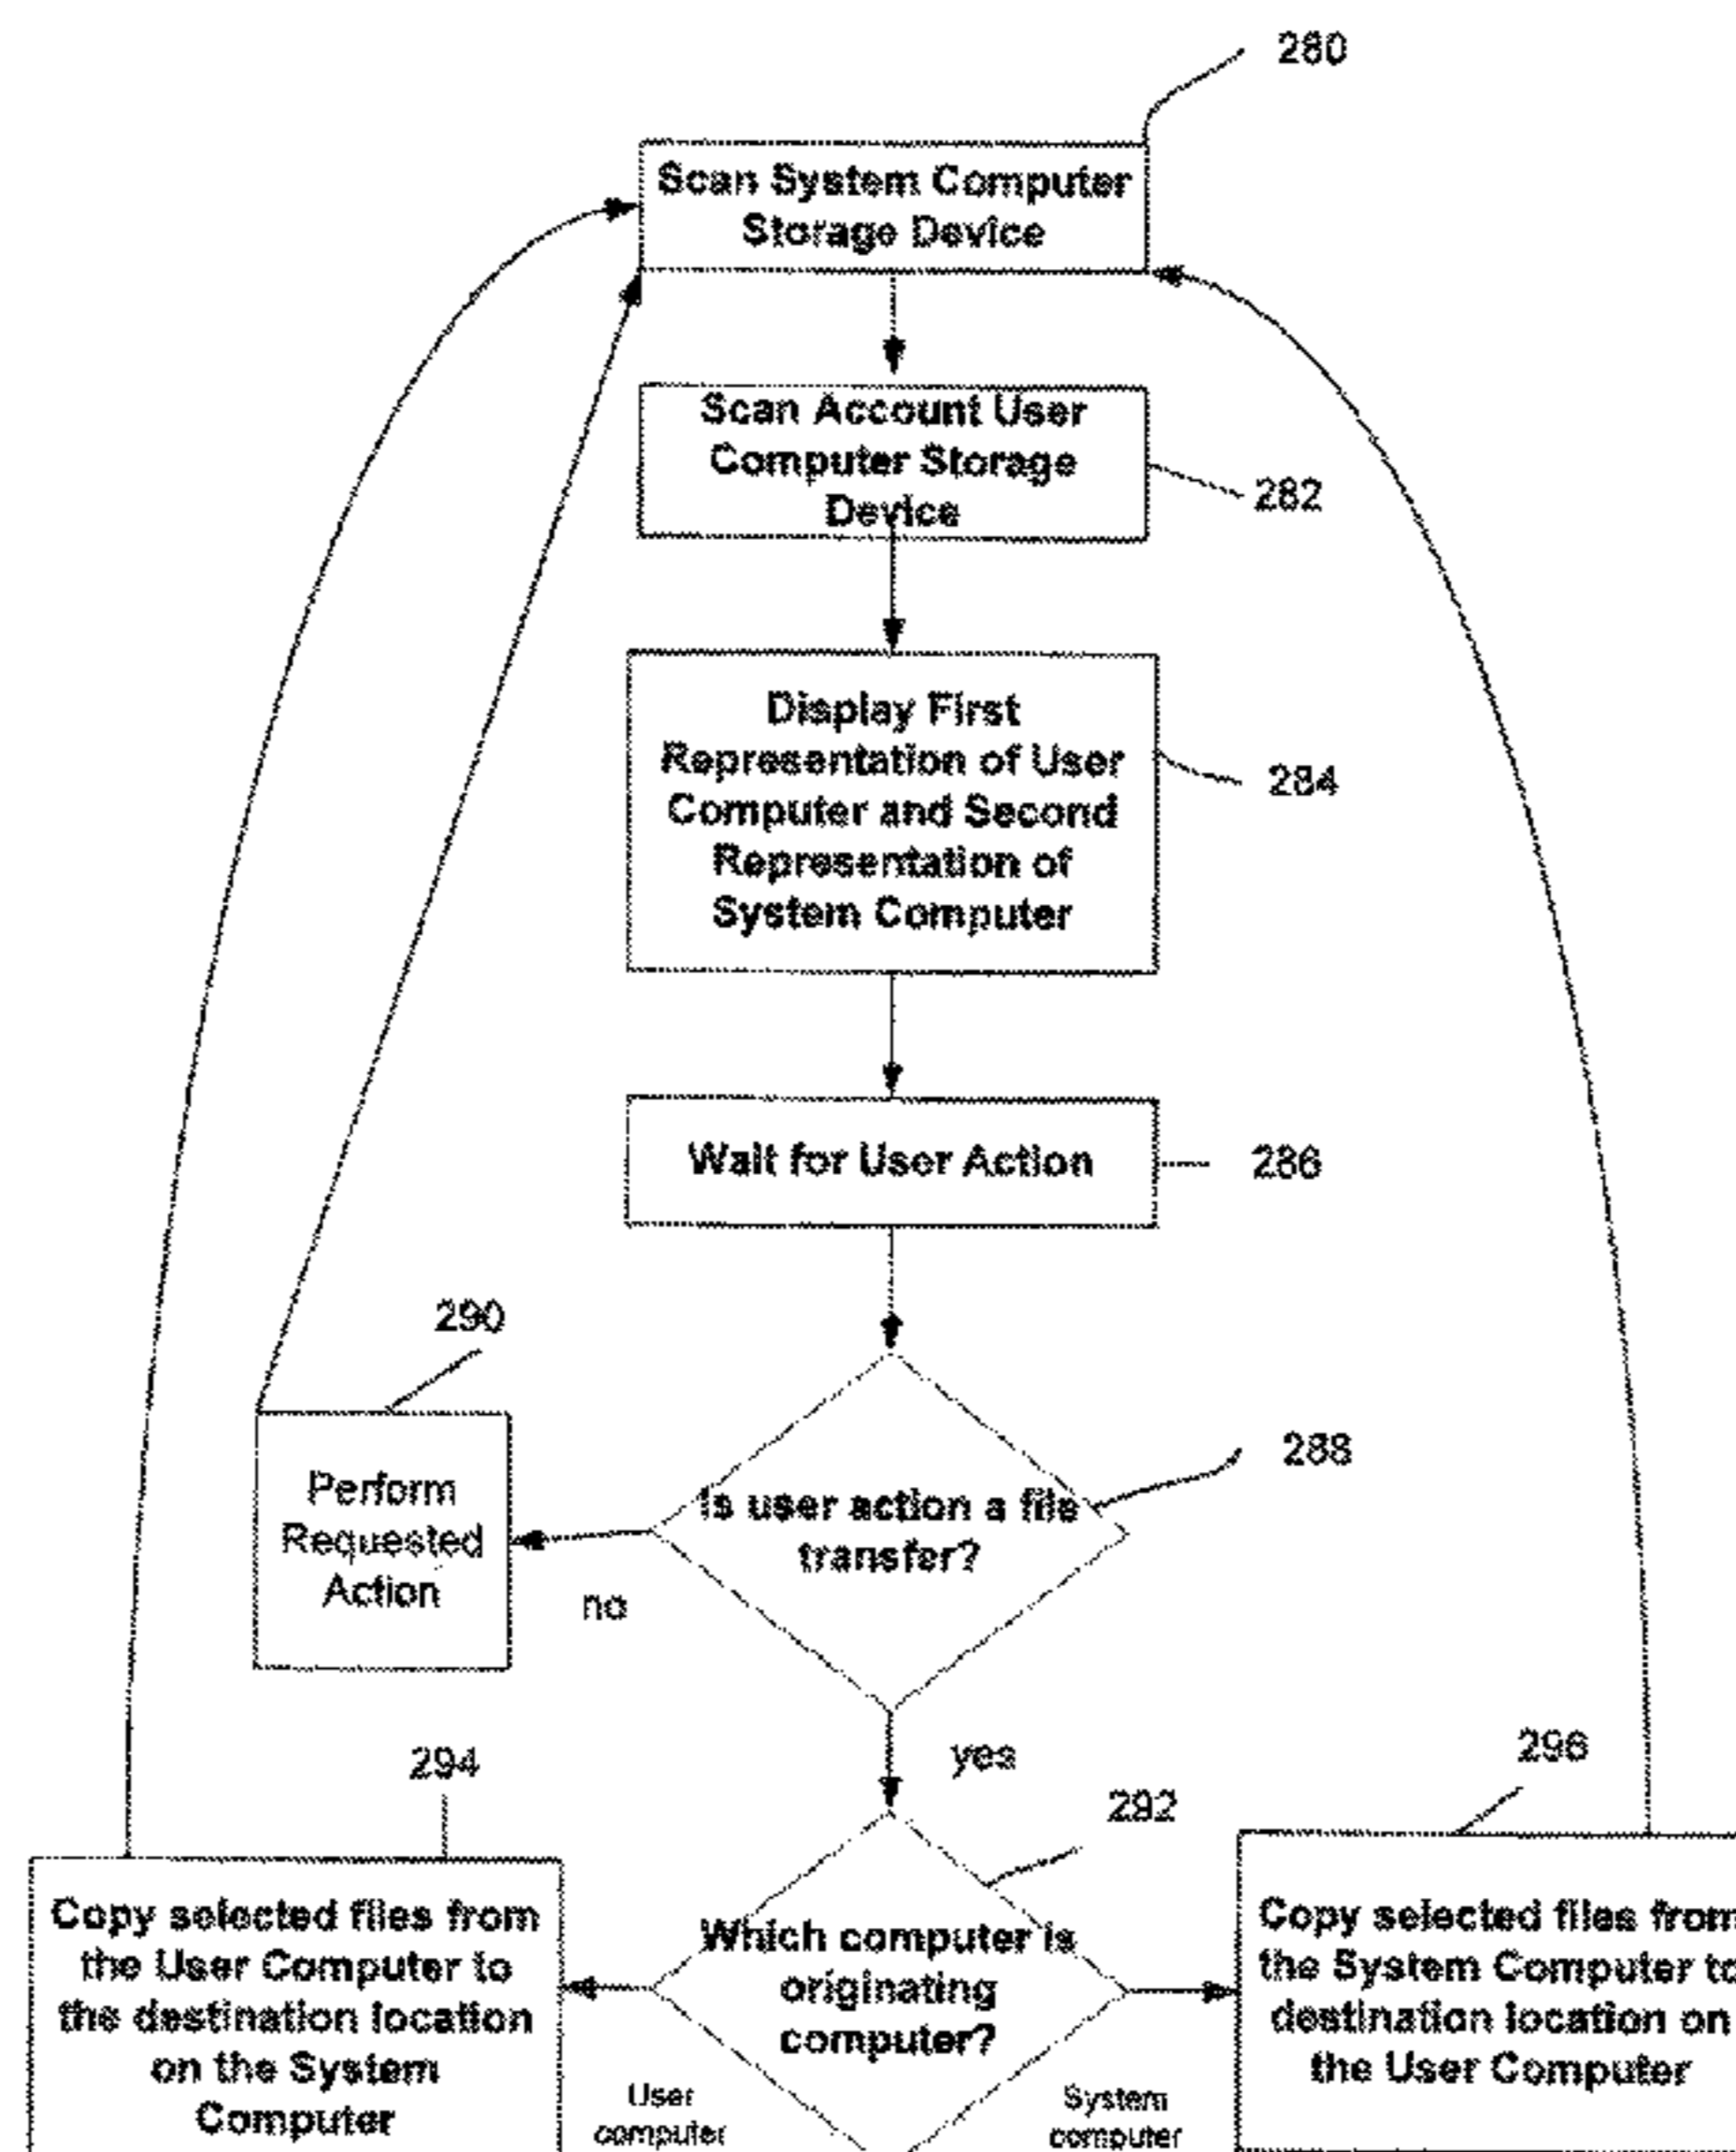 280
Scan System Computer
Storage Device
Scan Account User
Computer Storage
Device
282
Display First
Representation of User
Computer and Second
Representation of
System Computer
284
Wait for User Action
286
290
Perform
Requested
Action
no
Is user action a file
transfer?
288
yes
294
292
296
Copy selected files from
the User Computer to
the destination location
on the System
Computer
User
computer
Which computer is
originating
computer?
System
computer
Copy selected files from
the System Computer to
destination location on
the User Computer